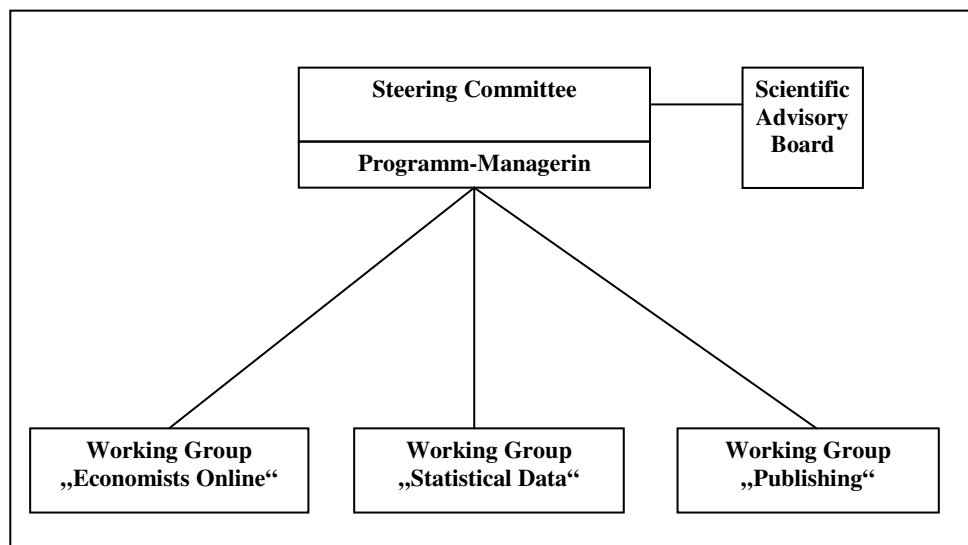 Steering Committee
Scientific
Advisory
Board
Programm-Managerin
Working Group
„Economists Online“
Working Group
„Statistical Data“
Working Group
„Publishing“